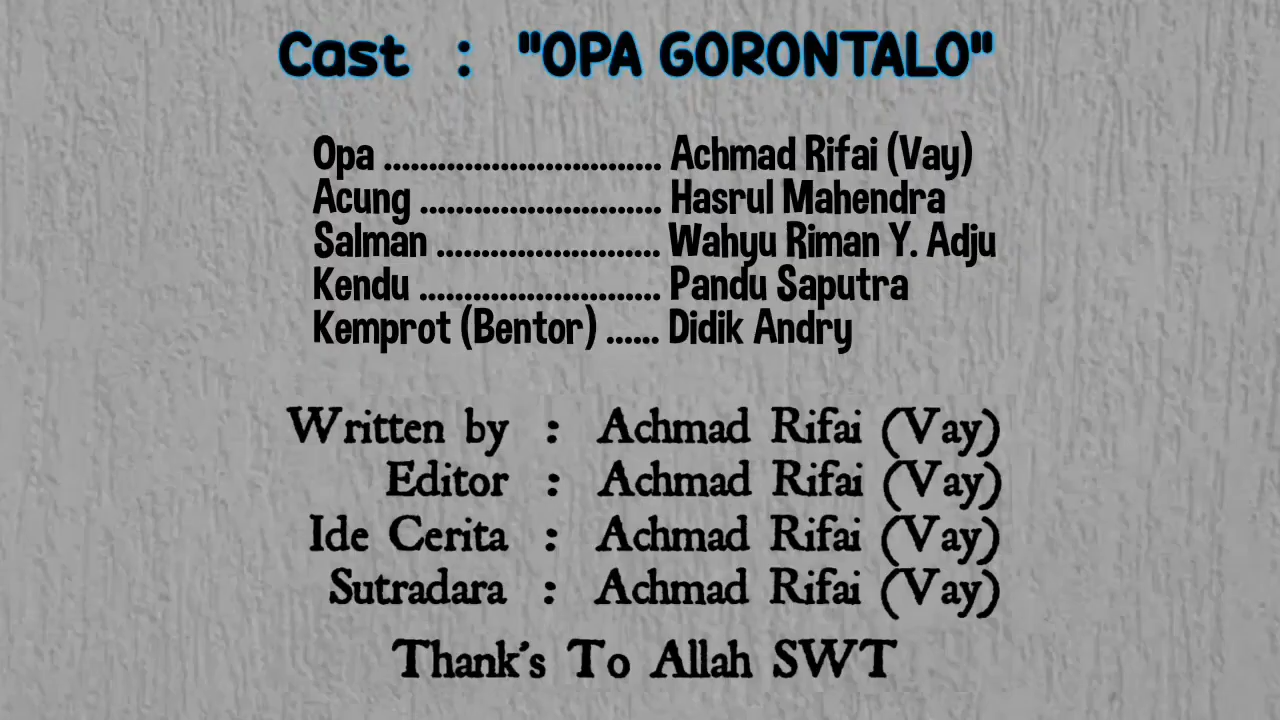 Cast : "OPA GORONTALO"
Opa ............................... Achmad Rifai (Vay)
Acung ........................... Hasrul Mahendra
Salman ......................... Wahyu Riman Y. Adju
Kendu ........................... Pandu Saputra
Kemprot (Bentor) ...... Didik Andry
Written by : Achmad Rifai (Vay)
Editor : Achmad Rifai (Vay)
Ide Cerita : Achmad Rifai (Vay)
Sutradara : Achmad Rifai (Vay)
Thank's To Allah SWT